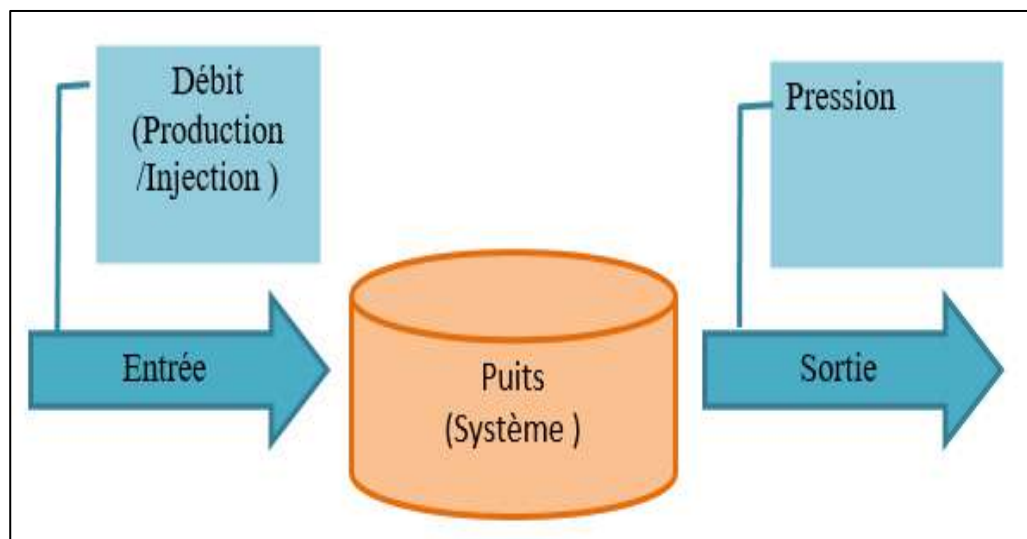 Débit
(Production
/Injection )
Pression
Entrée
Puits
(Système )
Sortie